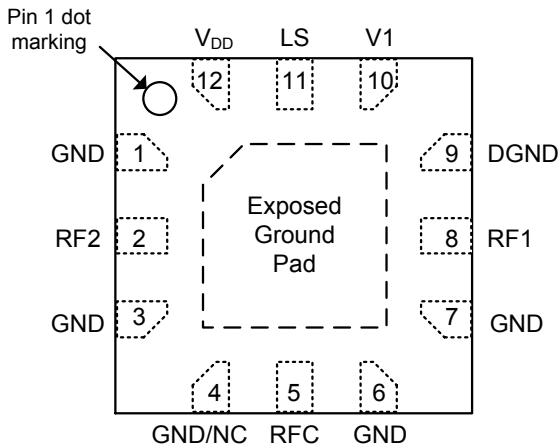 Pin 1 dot
marking
V_DD LS V1
12 11 10
GND 1 9 DGND
RF2 2 8 RF1
GND 3 7 GND
Exposed
Ground
Pad
4 5 6
GND/NC RFC GND